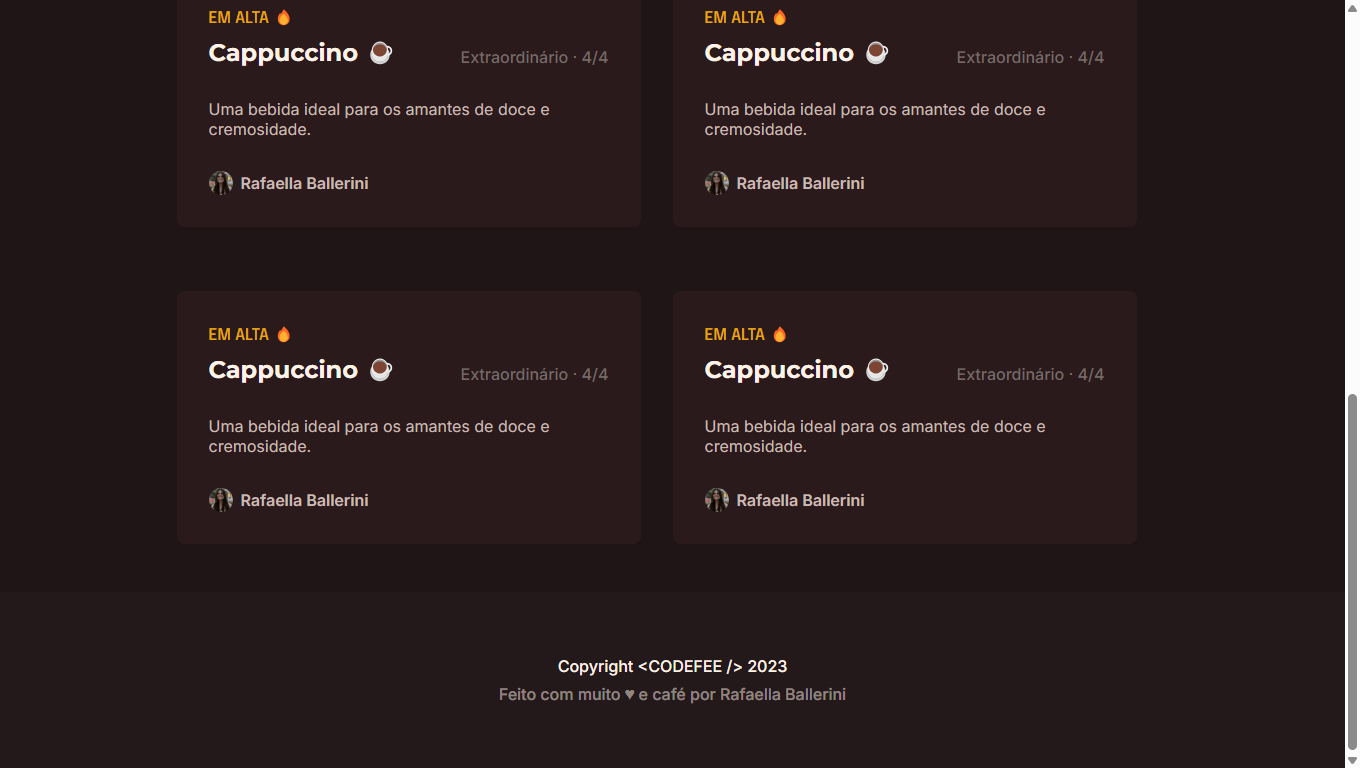 EM ALTA 🔥 EM ALTA 🔥
Cappuccino ☕ Extraordinário · 4/4 Cappuccino ☕ Extraordinário · 4/4
Uma bebida ideal para os amantes de doce e Uma bebida ideal para os amantes de doce e
cremosidade. cremosidade.
Rafaella Ballerini Rafaella Ballerini
EM ALTA 🔥 EM ALTA 🔥
Cappuccino ☕ Extraordinário · 4/4 Cappuccino ☕ Extraordinário · 4/4
Uma bebida ideal para os amantes de doce e Uma bebida ideal para os amantes de doce e
cremosidade. cremosidade.
Rafaella Ballerini Rafaella Ballerini
Copyright <CODEFEE /> 2023
Feito com muito ♥ e café por Rafaella Ballerini